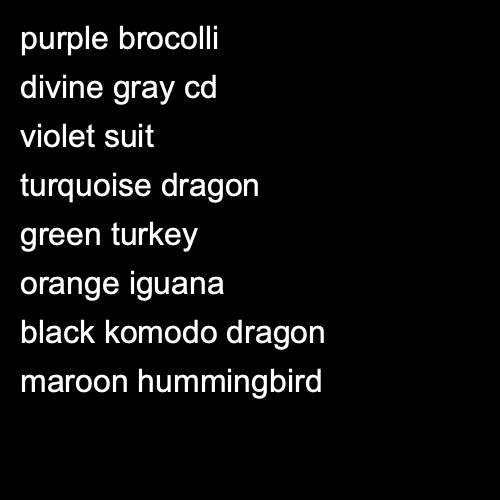 purple brocolli
divine gray cd
violet suit
turquoise dragon
green turkey
orange iguana
black komodo dragon
maroon hummingbird